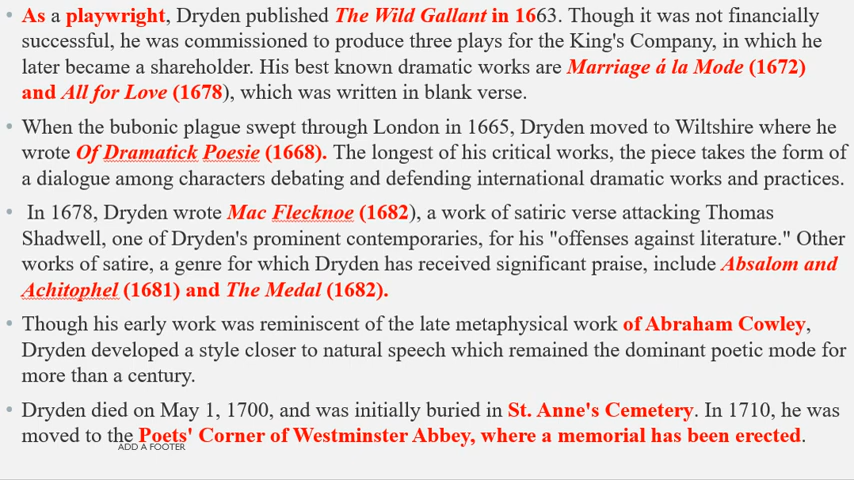 • As a playwright, Dryden published The Wild Gallant in 1663. Though it was not financially
successful, he was commissioned to produce three plays for the King's Company, in which he
later became a shareholder. His best known dramatic works are Marriage á la Mode (1672)
and All for Love (1678), which was written in blank verse.
• When the bubonic plague swept through London in 1665, Dryden moved to Wiltshire where he
wrote Of Dramatick Poesie (1668). The longest of his critical works, the piece takes the form of
a dialogue among characters debating and defending international dramatic works and practices.
• In 1678, Dryden wrote Mac Flecknoe (1682), a work of satiric verse attacking Thomas
Shadwell, one of Dryden's prominent contemporaries, for his "offenses against literature." Other
works of satire, a genre for which Dryden has received significant praise, include Absalom and
Achitophel (1681) and The Medal (1682).
• Though his early work was reminiscent of the late metaphysical work of Abraham Cowley,
Dryden developed a style closer to natural speech which remained the dominant poetic mode for
more than a century.
• Dryden died on May 1, 1700, and was initially buried in St. Anne's Cemetery. In 1710, he was
moved to the Poets' Corner of Westminster Abbey, where a memorial has been erected.
ADD A FOOTER